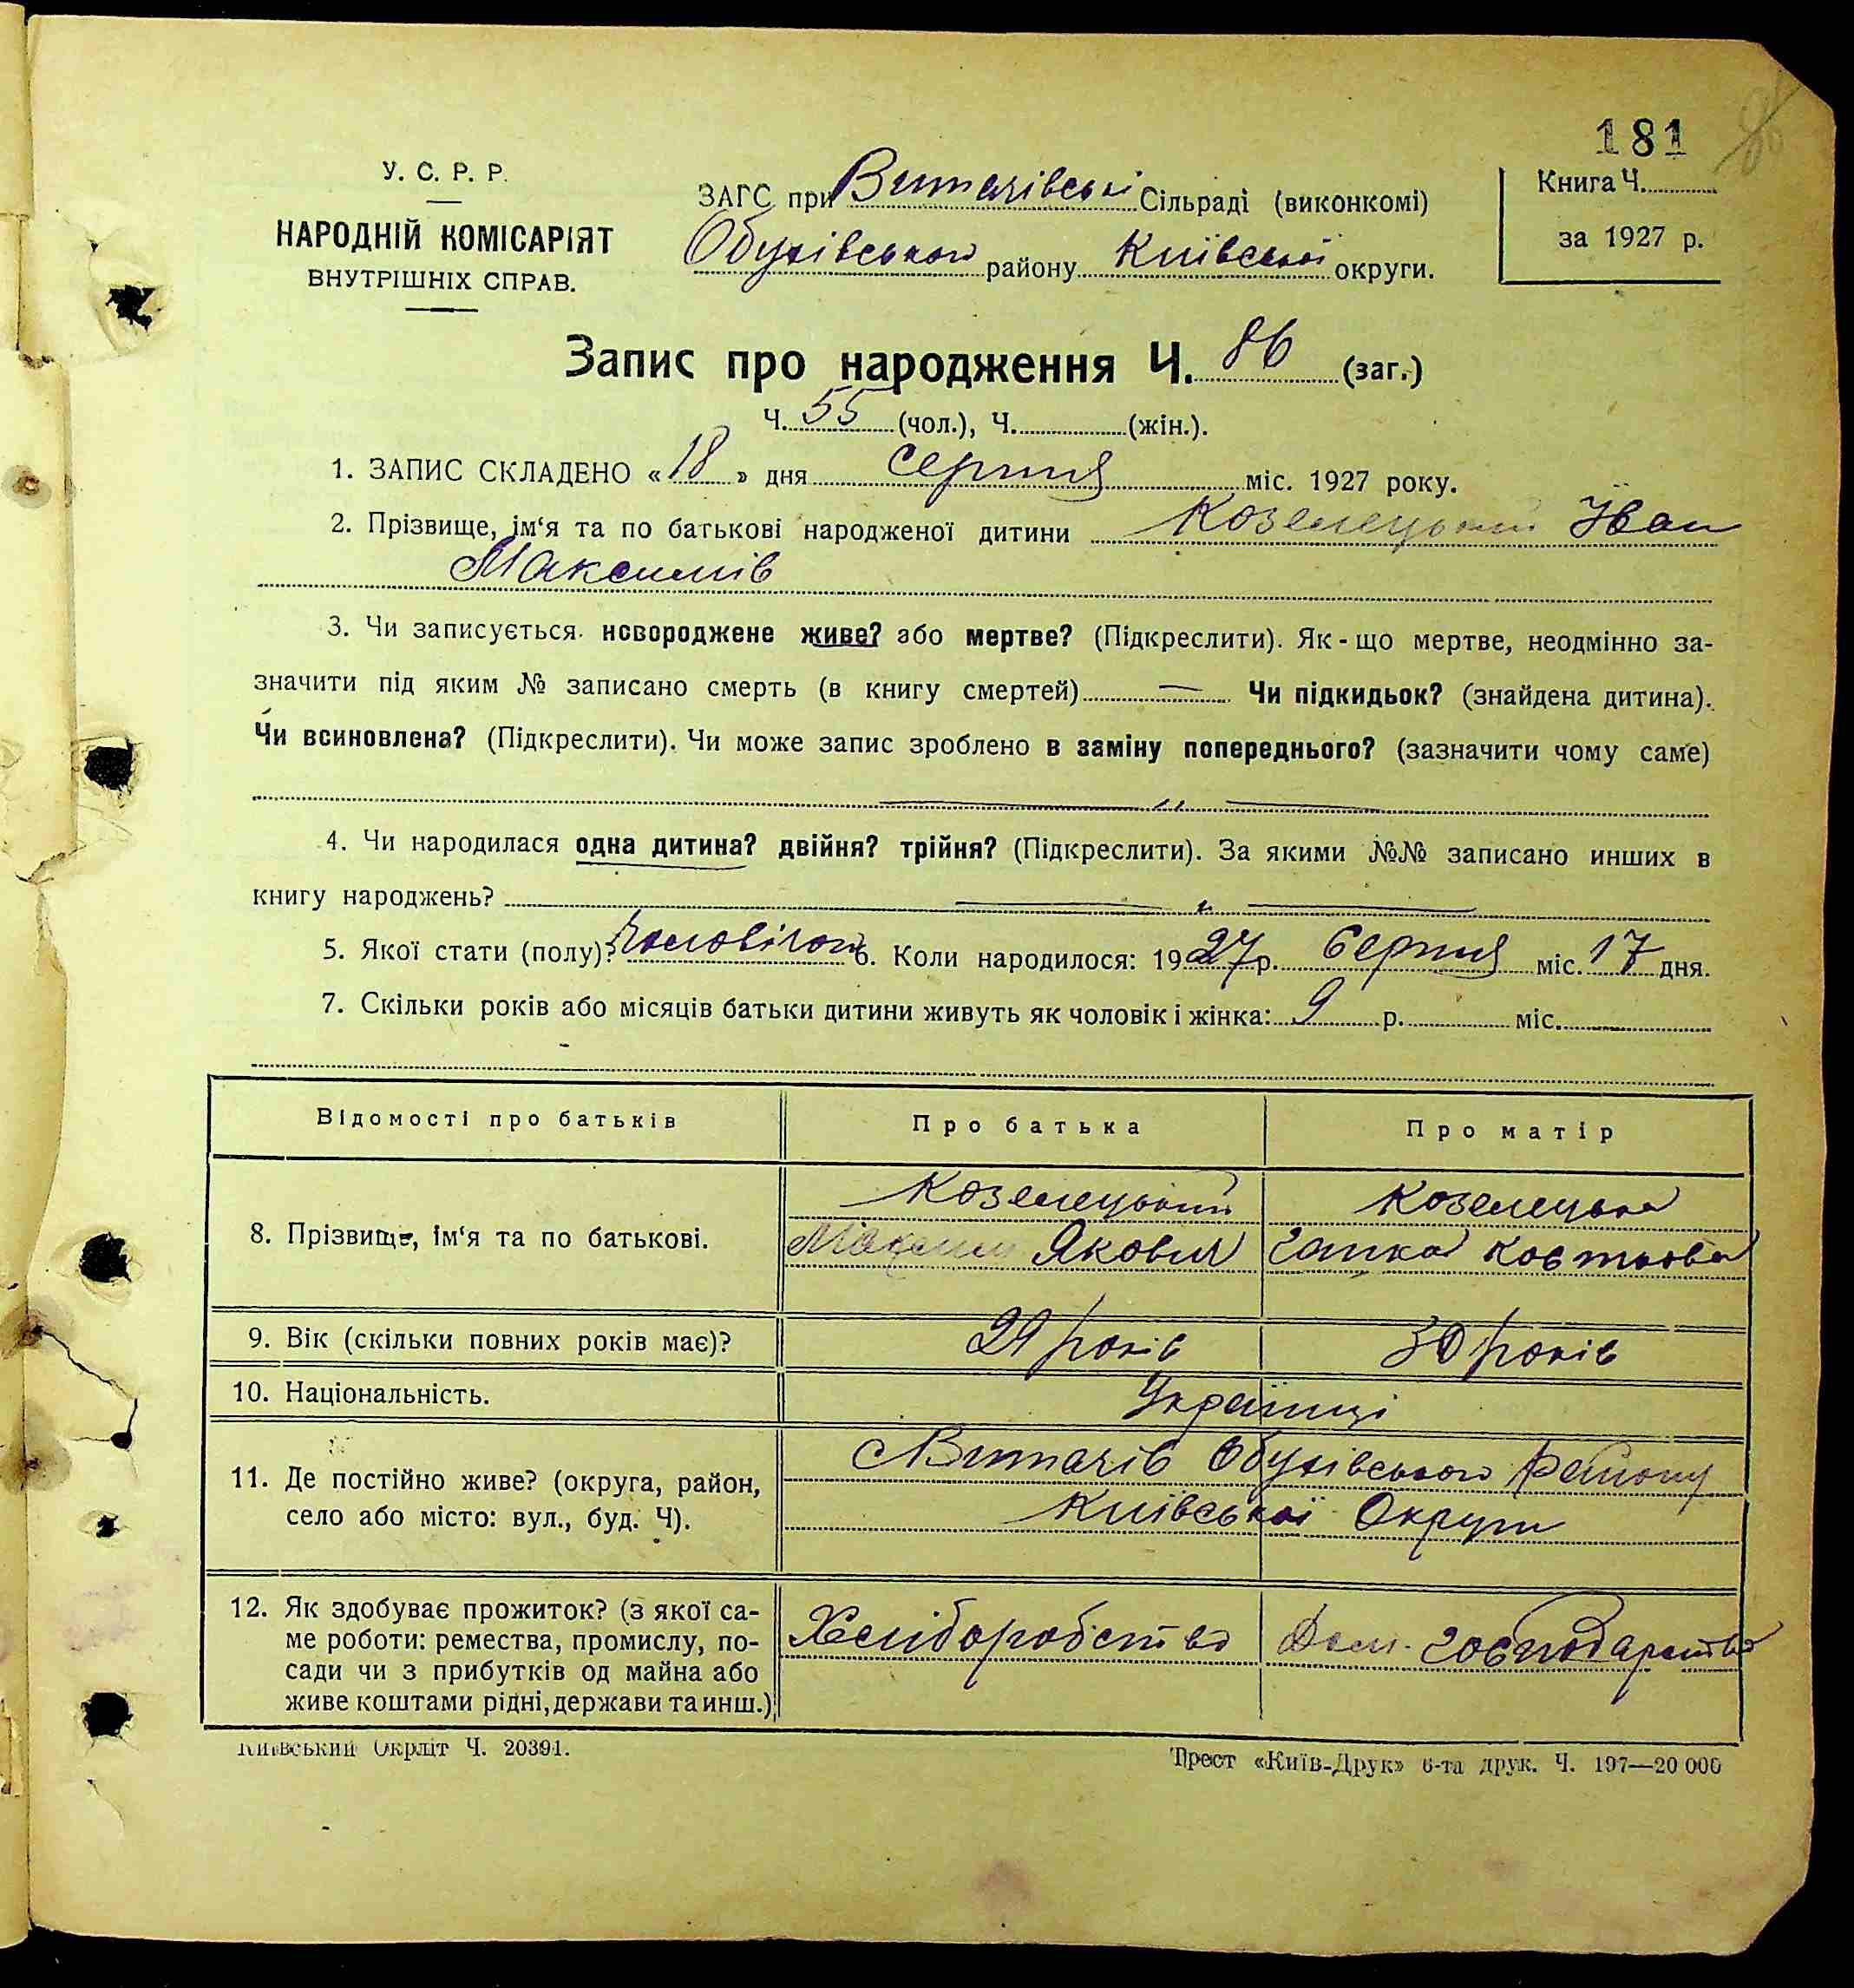 181
У. С. Р. Р.
НАРОДНІЙ КОМІСАРІЯТ
ВНУТРІШНІХ СПРАВ.
ЗАГС при Витачівські Сільраді (виконкомі)
Обухівського району Київської округи.
Книга Ч.
за 1927 р.
Запис про народження Ч. 86 (заг.)
Ч. 55 (чол.), Ч. (жін.).
1. ЗАПИС СКЛАДЕНО «18» дня серпня міс. 1927 року.
2. Прізвище, ім‘я та по батькові народженої дитини Козелецький Іван
Максимів
3. Чи записується новороджене живе? або мертве? (Підкреслити). Як-що мертве, неодмінно за-
значити під яким № записано смерть (в книгу смертей) — Чи підкидьок? (знайдена дитина).
Чи всиновлена? (Підкреслити). Чи може запис зроблено в заміну попереднього? (зазначити чому саме)
— „ —
4. Чи народилася одна дитина? двійня? трійня? (Підкреслити). За якими №№ записано инших в
книгу народжень? — „ —
5. Якої стати (полу)? 6. Коли народилося: 1927 р. Серпня міс. 17 дня.
7. Скільки років або місяців батьки дитини живуть як чоловік і жінка: 9 р. міс.
Відомості про батьків Про батька Про матір
8. Прізвище, ім‘я та по батькові. Козелецький Козелецька
Максим Якович Гапка Костьова
9. Вік (скільки повних років має)? 29 років 30 років
10. Національність. Українці
11. Де постійно живе? (округа, район, Витачів Обухівського Району
село або місто: вул., буд. Ч). Київської Округи
12. Як здобуває прожиток? (з якої са- Хліборобство Дом. господарство
ме роботи: ремества, промислу, по-
сади чи з прибутків од майна або
живе коштами рідні, держави та инш.)
Київський Окрліт Ч. 20391.
Трест «Київ-Друк» 6-та друк. Ч. 197—20 000